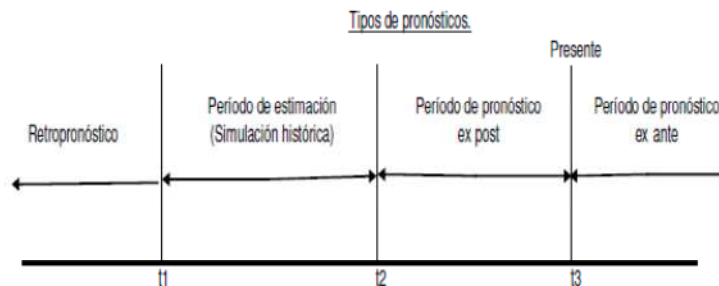 Tipos de pronósticos.
Presente
Retropronóstico
Período de estimación
(Simulación histórica)
Período de pronóstico
ex post
Período de pronóstico
ex ante
t1
t2
t3